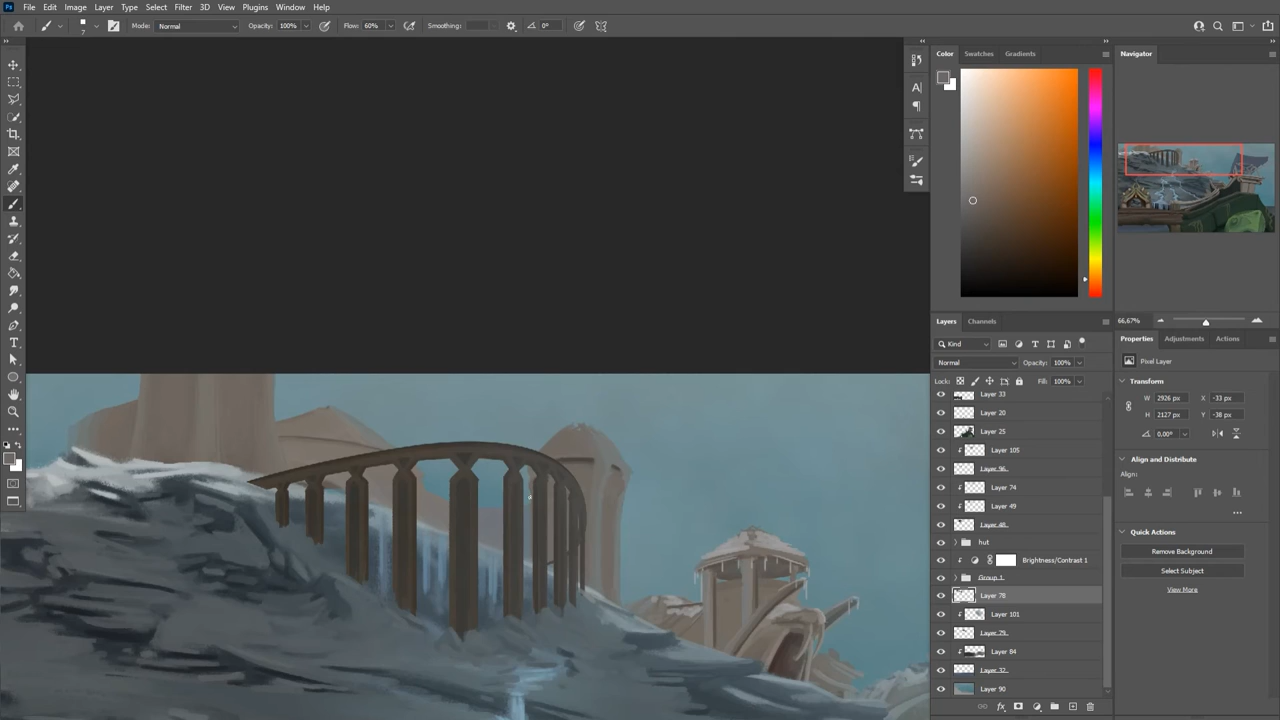 Ps File Edit Image Layer Type Select Filter 3D View Plugins Window Help
7 Mode: Normal Opacity: 100% Flow: 60% Smoothing: 0°
Color Swatches Gradients
Navigator
66,67%
Layers Channels
Properties Adjustments Actions
Kind
Pixel Layer
Normal Opacity: 100%
Transform
Lock: Fill: 100%
W 2926 px X -33 px
H 2127 px Y -38 px
0,00°
Layer 33
Layer 20
Layer 25
Layer 105
Layer 96
Layer 74
Layer 49
Layer 48
hut
Brightness/Contrast 1
Group 1
Layer 78
Layer 101
Layer 29
Layer 84
Layer 32
Layer 90
fx
Align and Distribute
Align:
Quick Actions
Remove Background
Select Subject
View More